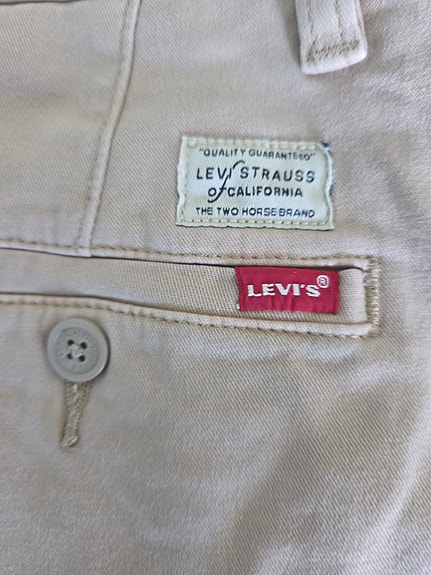 "QUALITY GUARANTEED"
LEVI STRAUSS
of CALIFORNIA
THE TWO HORSE BRAND
LEVI'S®